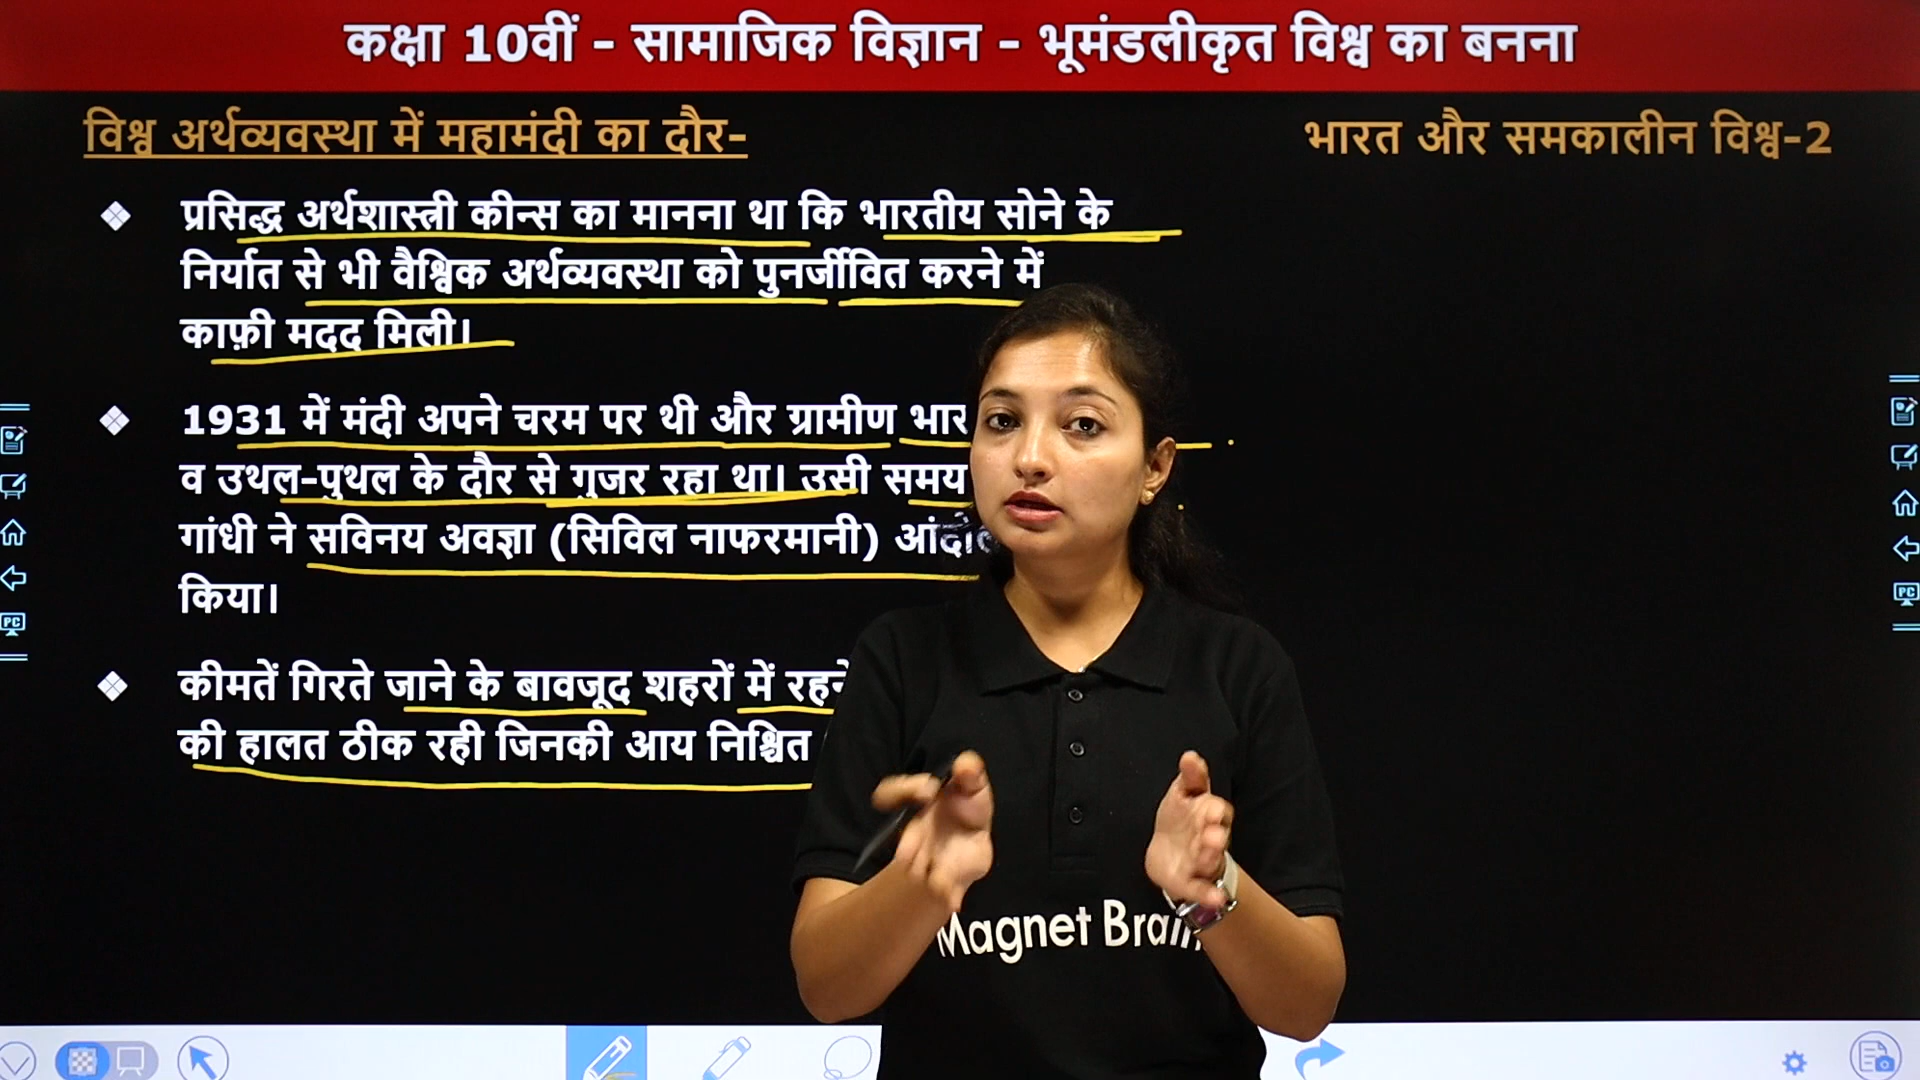 कक्षा 10वीं - सामाजिक विज्ञान - भूमंडलीकृत विश्व का बनना
विश्व अर्थव्यवस्था में महामंदी का दौर-
भारत और समकालीन विश्व-2
प्रसिद्ध अर्थशास्त्री कीन्स का मानना था कि भारतीय सोने के
निर्यात से भी वैश्विक अर्थव्यवस्था को पुनर्जीवित करने में
काफ़ी मदद मिली।
1931 में मंदी अपने चरम पर थी और ग्रामीण
व उथल-पुथल के दौर से गुजर रहा था। उसी समय
गांधी ने सविनय अवज्ञा (सिविल नाफरमानी)
किया।
कीमतें गिरते जाने के बावजूद शहरों में
की हालत ठीक रही जिनकी आय निश्चित
Magnet
PC
PC